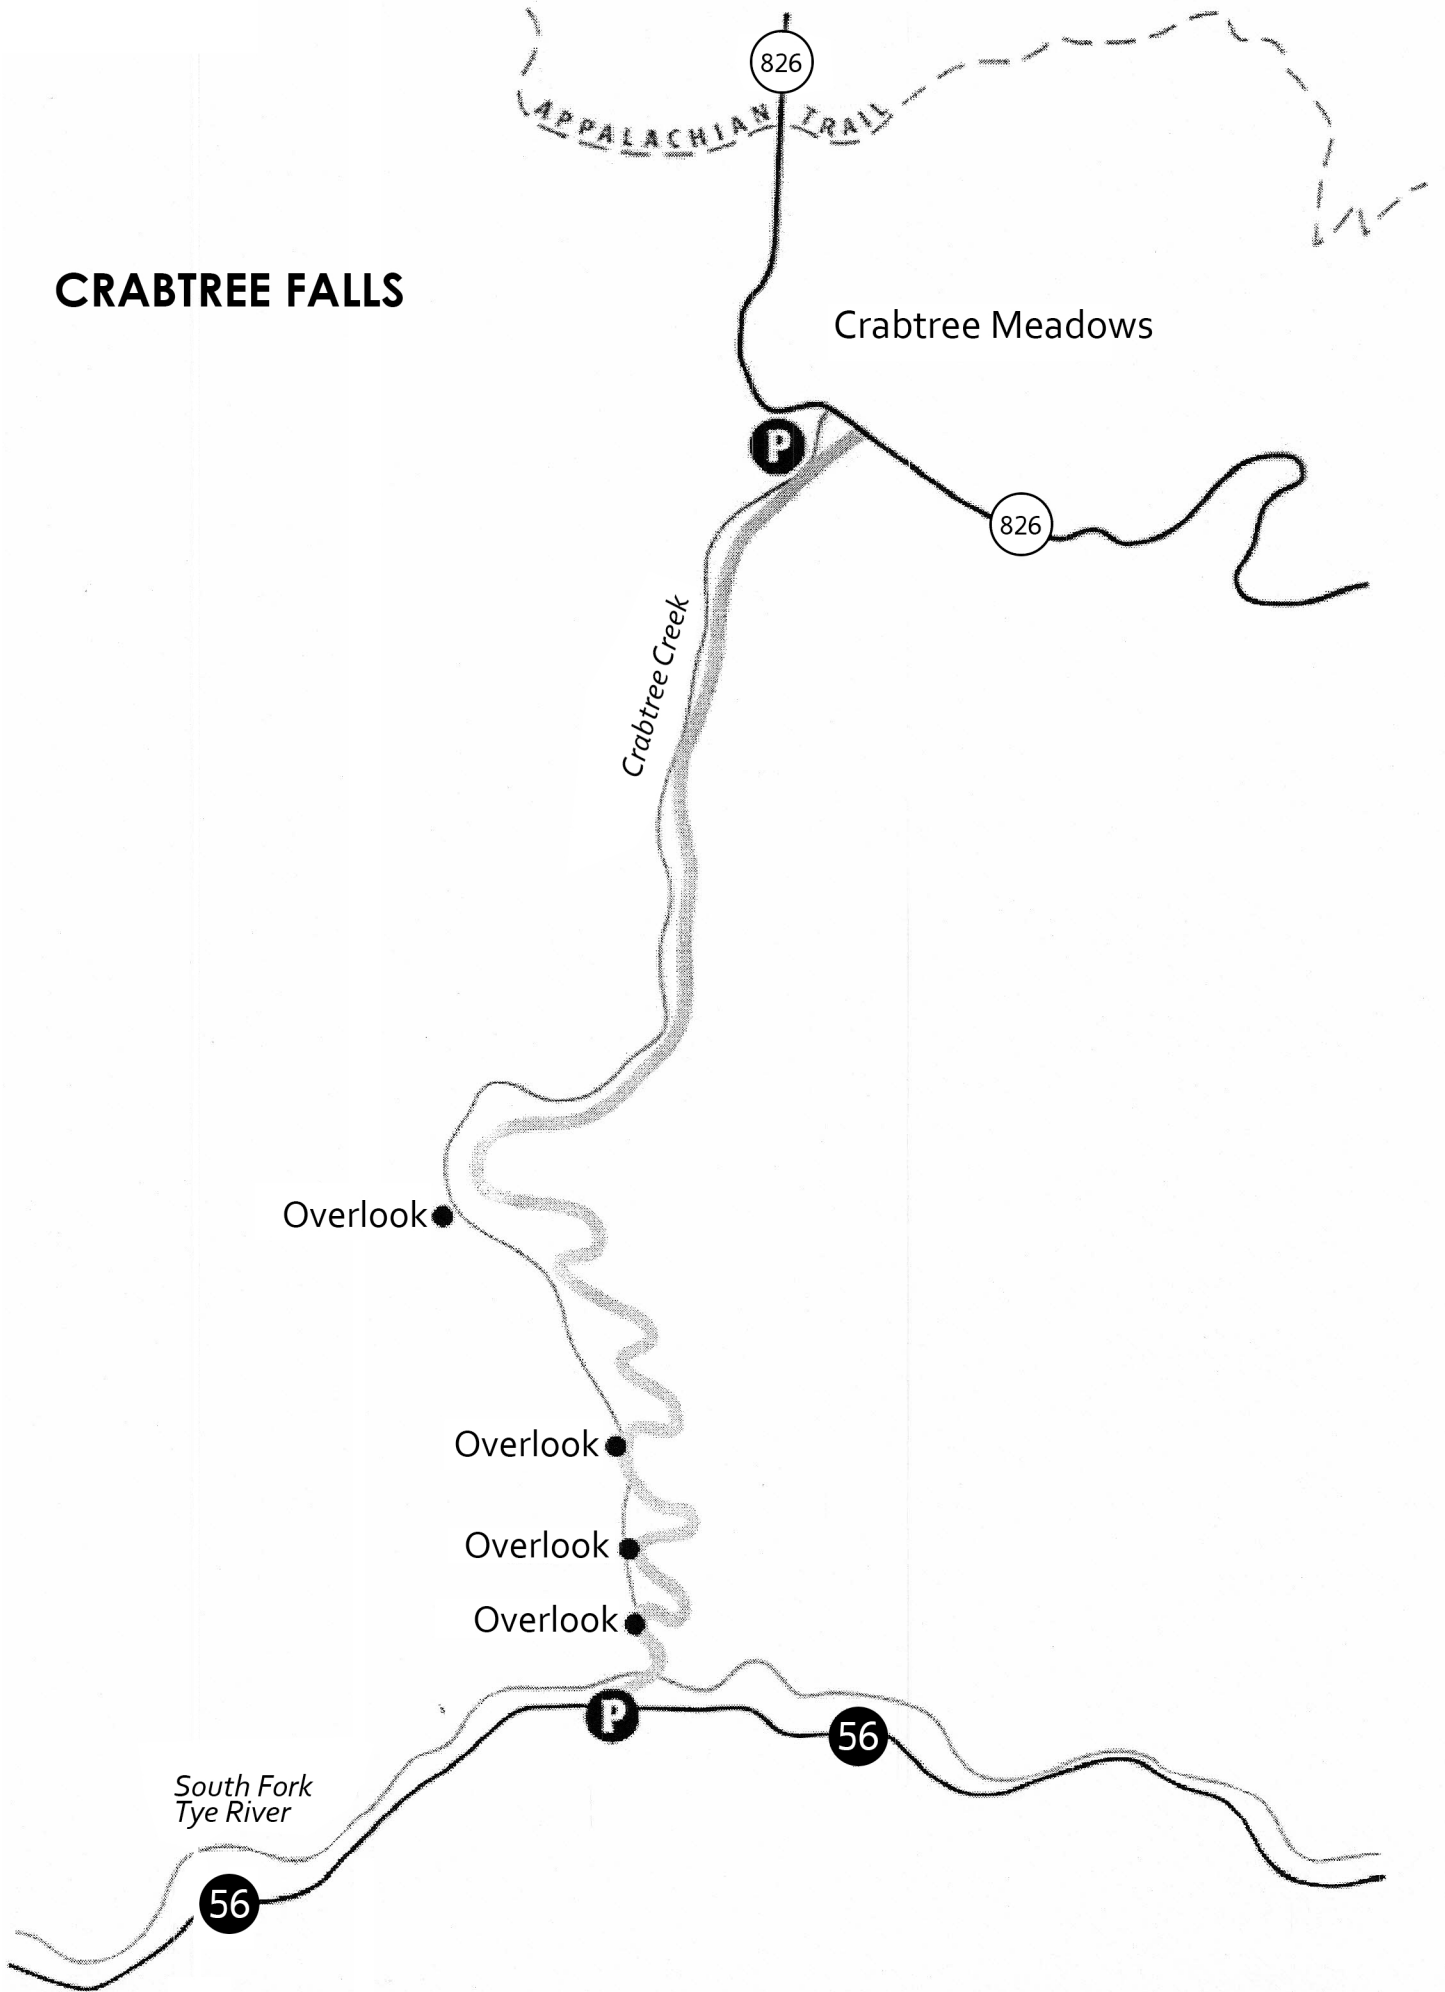 826
APPALACHIAN TRAIL
CRABTREE FALLS
Crabtree Meadows
P
826
Crabtree Creek
Overlook
Overlook
Overlook
Overlook
P
56
South Fork
Tye River
56